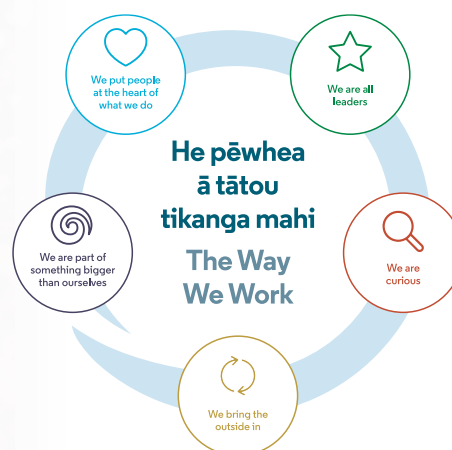 We put people
at the heart of
what we do
We are all
leaders
He pēwhea
ā tātou
tikanga mahi
The Way
We Work
We are part of
something bigger
than ourselves
We are
curious
We bring the
outside in